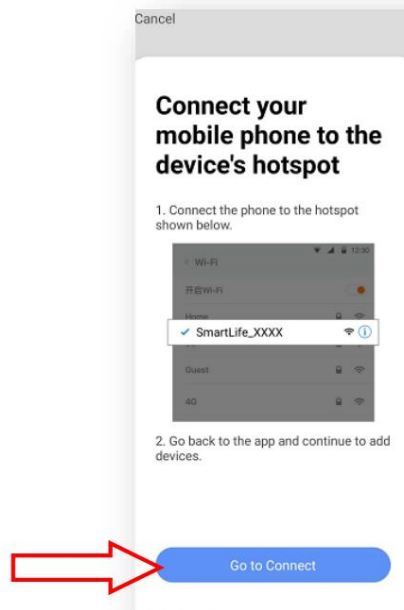 Cancel
Connect your
mobile phone to the
device's hotspot
1. Connect the phone to the hotspot
shown below.
12:30
Wi-Fi
开启Wi-Fi
Home
SmartLife_XXXX
Guest
4G
2. Go back to the app and continue to add
devices.
Go to Connect